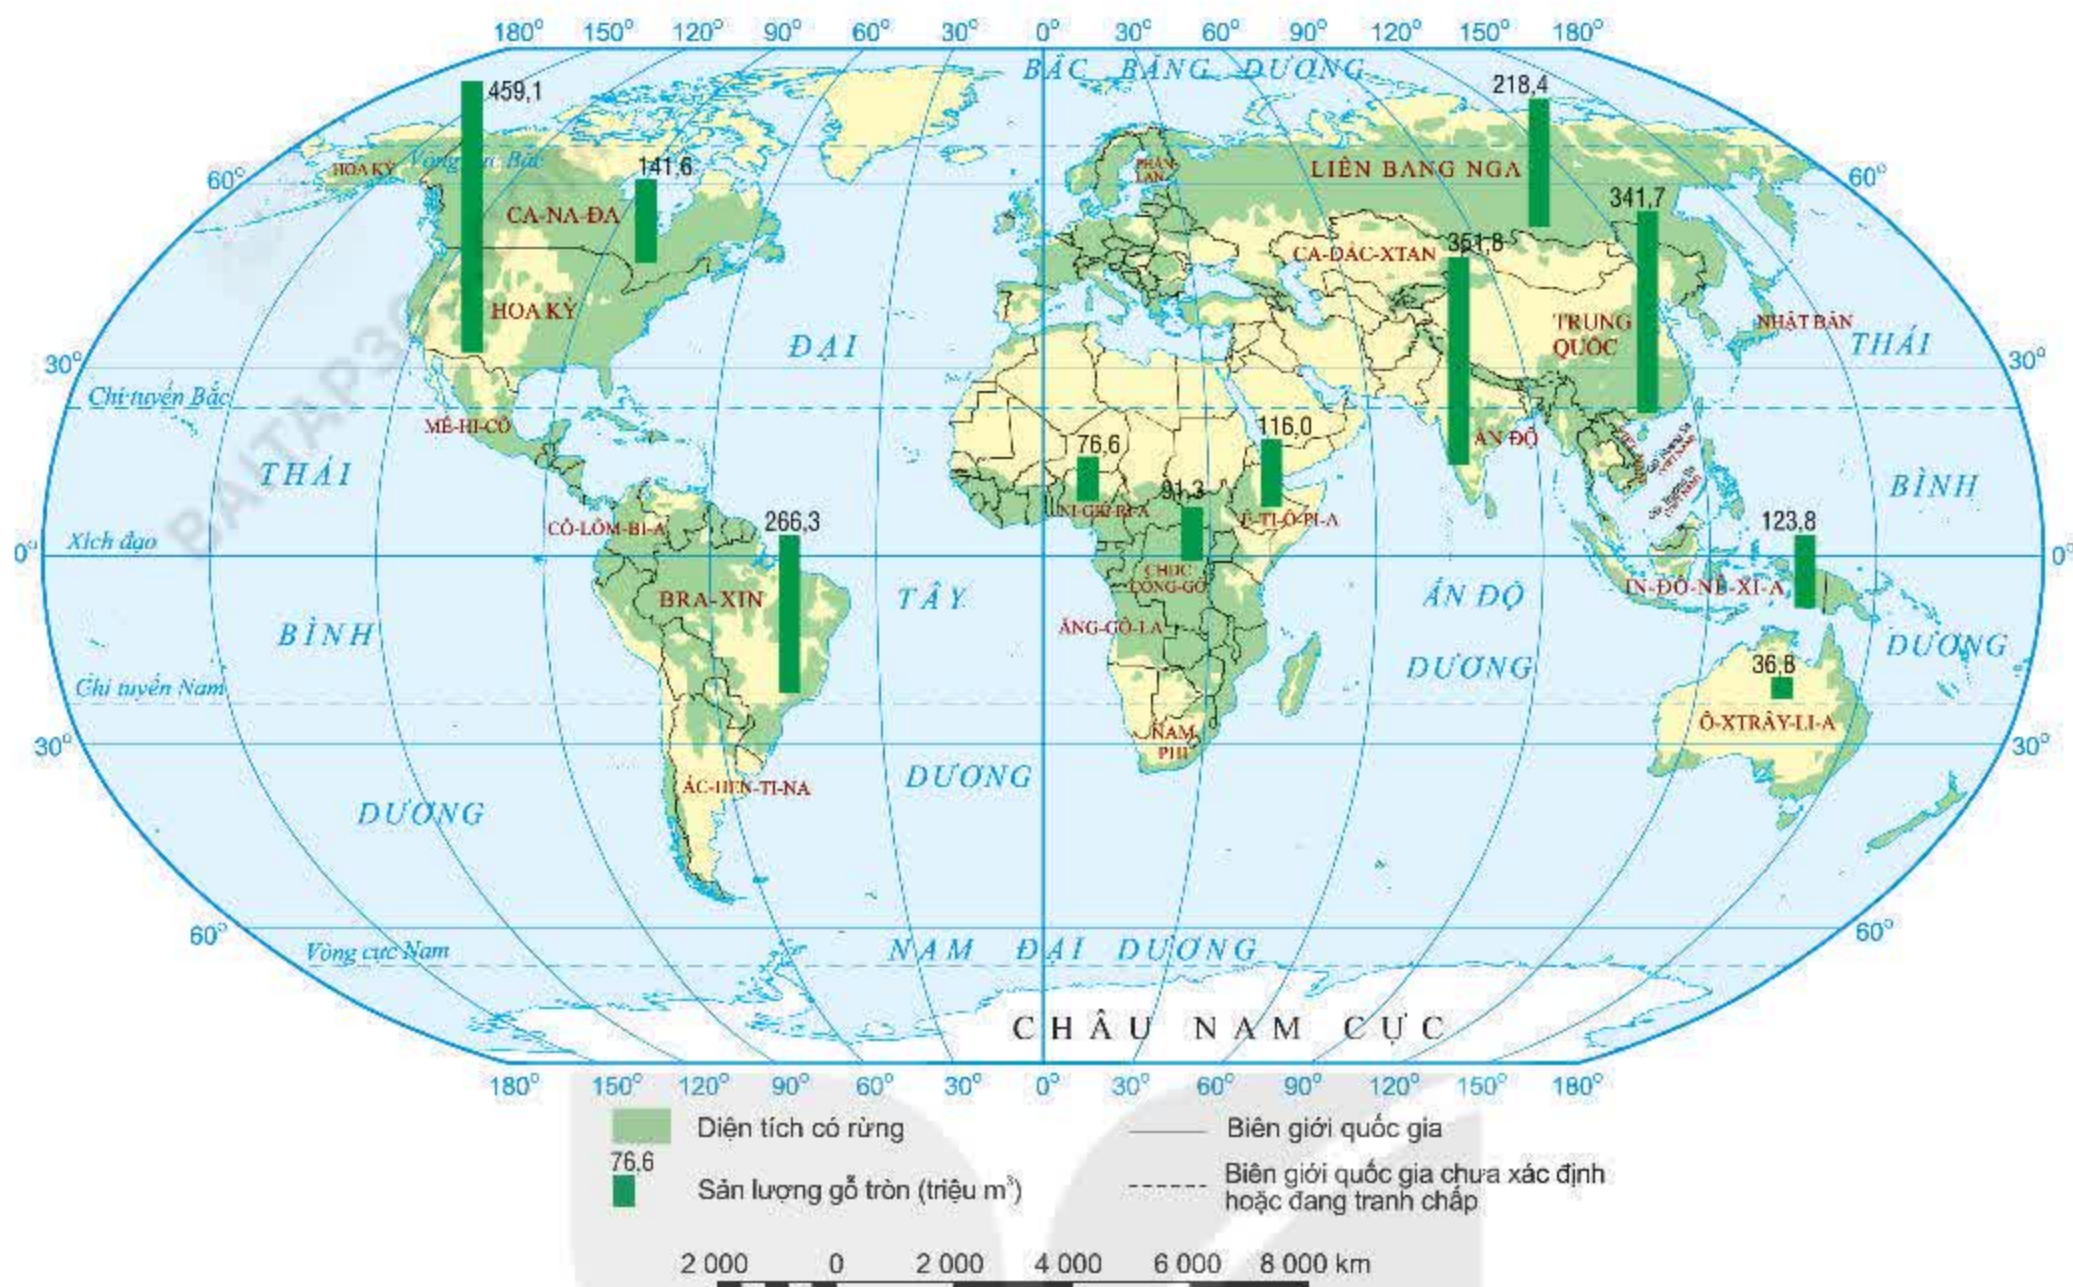 180° 150° 120° 90° 60° 30° 0° 30° 60° 90° 120° 150° 180°
BẮC BĂNG DƯƠNG
459,1
218,4
HOA KỲ
Vòng cực Bắc
141,6
PHẦN
LAN
LIÊN BANG NGA
60°
60°
CA-NA-ĐA
341,7
CA-DẮC-XTAN
351,8
HOA KỲ
TRUNG
QUỐC
NHẬT BẢN
ĐẠI
THÁI
30°
30°
Chí tuyến Bắc
MÊ-HI-CÔ
76,6
116,0
ẤN ĐỘ
THÁI
BÌNH
91,3
NI-GIÊ-RI-A
Ê-TI-Ô-PI-A
CÔ-LÔM-BI-A
266,3
123,8
Xích đạo
0°
0°
CHDC
CÔNG-GÔ
BRA-XIN
TÂY
ẤN ĐỘ
IN-ĐÔ-NÊ-XI-A
ĂNG-GÔ-LA
BÌNH
DƯƠNG
DƯƠNG
36,8
Chí tuyến Nam
Ô-XTRÂY-LI-A
NAM
PHI
30°
30°
ÁC-HEN-TI-NA
DƯƠNG
DƯƠNG
60°
60°
Vòng cực Nam
NAM ĐẠI DƯƠNG
CHÂU NAM CỰC
180° 150° 120° 90° 60° 30° 0° 30° 60° 90° 120° 150° 180°
Diện tích có rừng
Biên giới quốc gia
76,6
Sản lượng gỗ tròn (triệu m³)
Biên giới quốc gia chưa xác định
hoặc đang tranh chấp
2 000 0 2 000 4 000 6 000 8 000 km